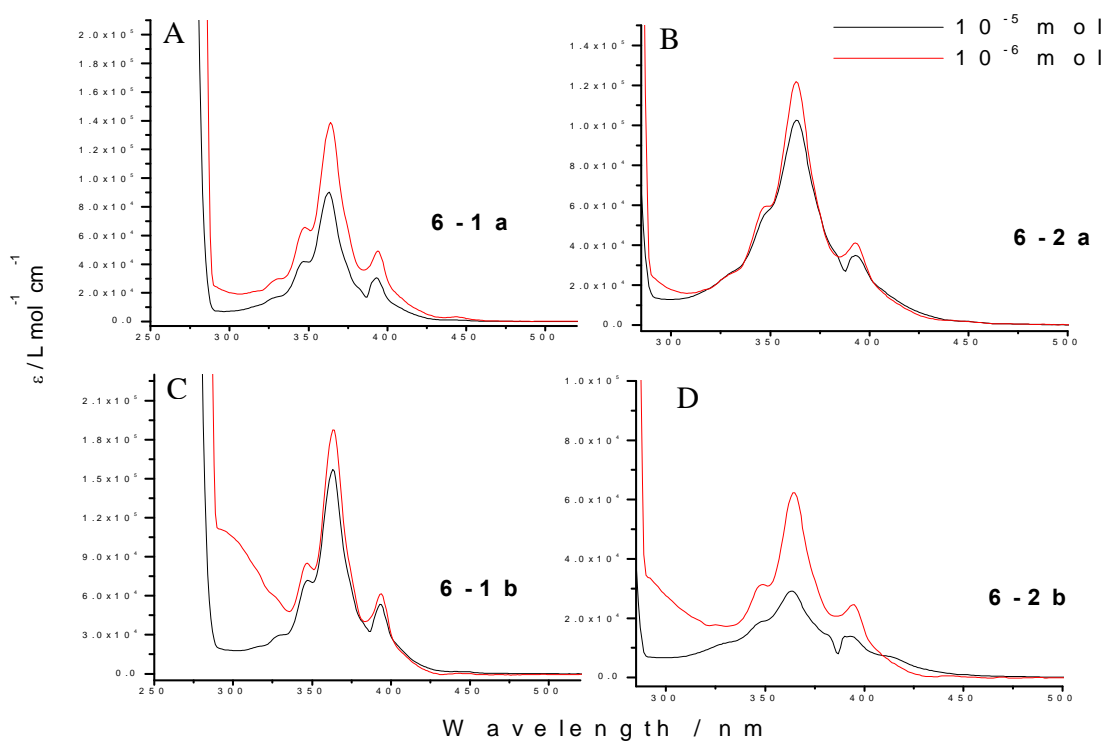 A
2.0x10⁵
1.8x10⁵
1.6x10⁵
1.4x10⁵
1.2x10⁵
1.0x10⁵
8.0x10⁴
6.0x10⁴
4.0x10⁴
2.0x10⁴
0.0
250 300 350 400 450 500
6-1a
B
10⁻⁵ mol
10⁻⁶ mol
1.4x10⁵
1.2x10⁵
1.0x10⁵
8.0x10⁴
6.0x10⁴
4.0x10⁴
2.0x10⁴
0.0
300 350 400 450 500
6-2a
C
2.1x10⁵
1.8x10⁵
1.5x10⁵
1.2x10⁵
9.0x10⁴
6.0x10⁴
3.0x10⁴
0.0
250 300 350 400 450 500
6-1b
D
1.0x10⁵
8.0x10⁴
6.0x10⁴
4.0x10⁴
2.0x10⁴
0.0
300 350 400 450 500
6-2b
ε/L mol⁻¹ cm⁻¹
Wavelength / nm